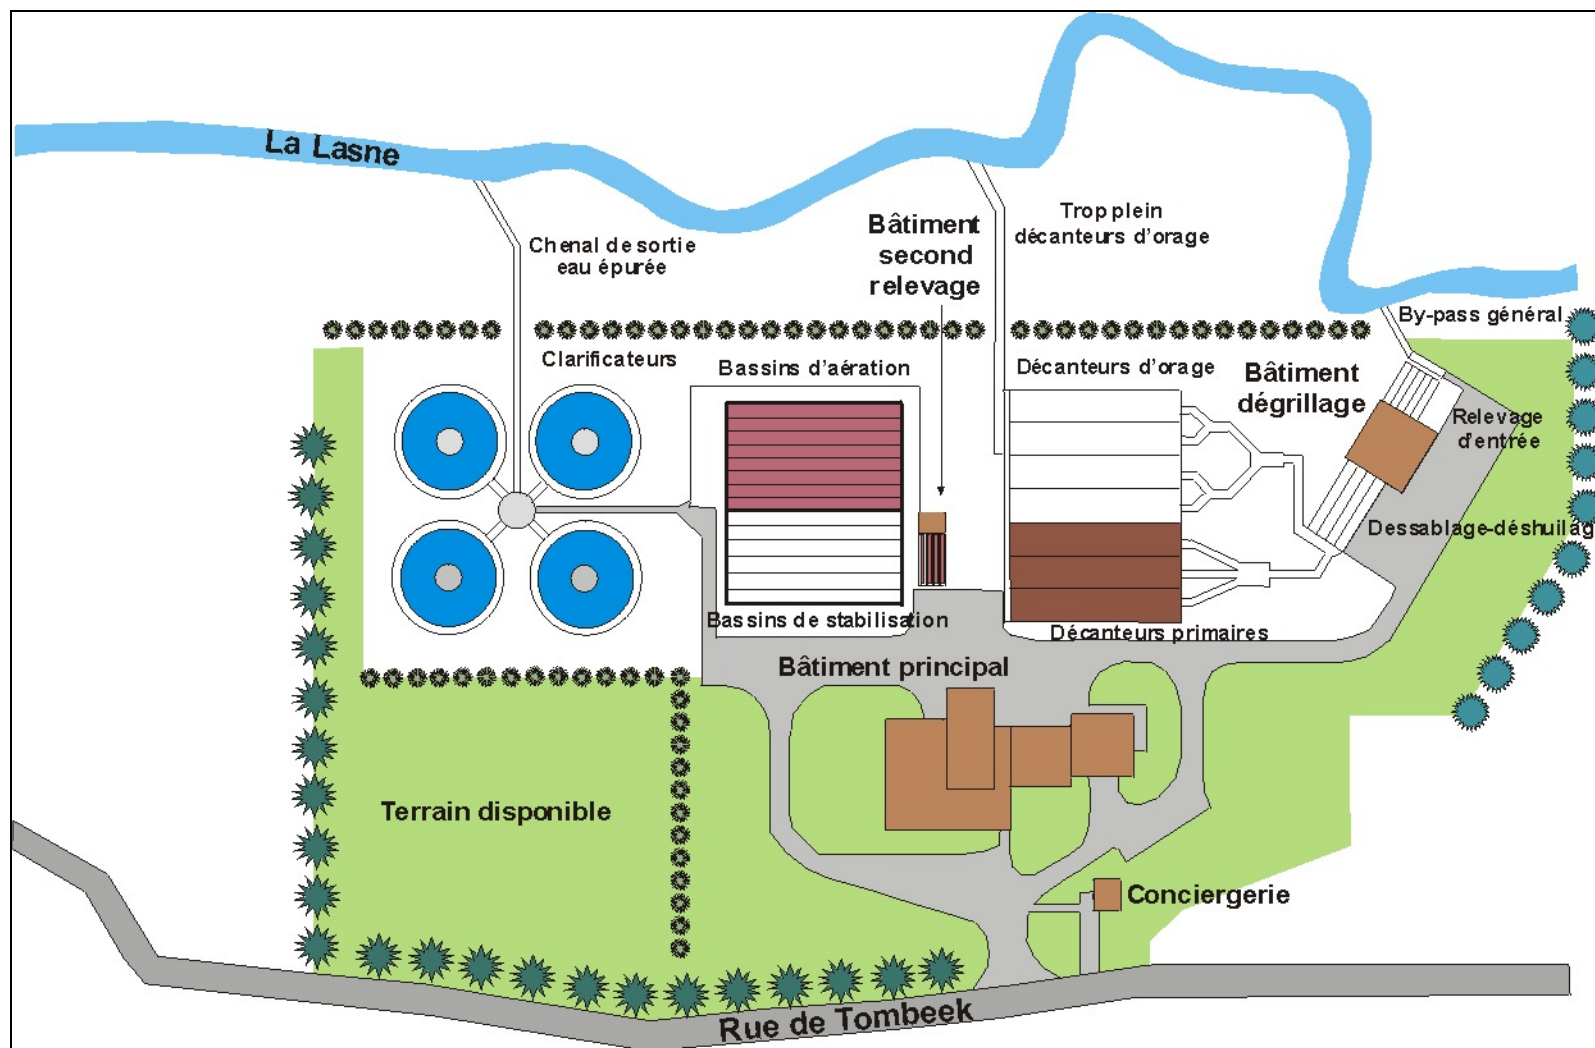 La Lasne
Chenal de sortie
eau épurée
Bâtiment
second
relevage
Trop plein
décanteurs d'orage
By-pass général
Clarificateurs
Bassins d'aération
Décanteurs d'orage
Bâtiment
dégrillage
Relevage
d'entrée
Dessablage-déshuilag
Bassins de stabilisation
Décanteurs primaires
Bâtiment principal
Terrain disponible
Conciergerie
Rue de Tombeek